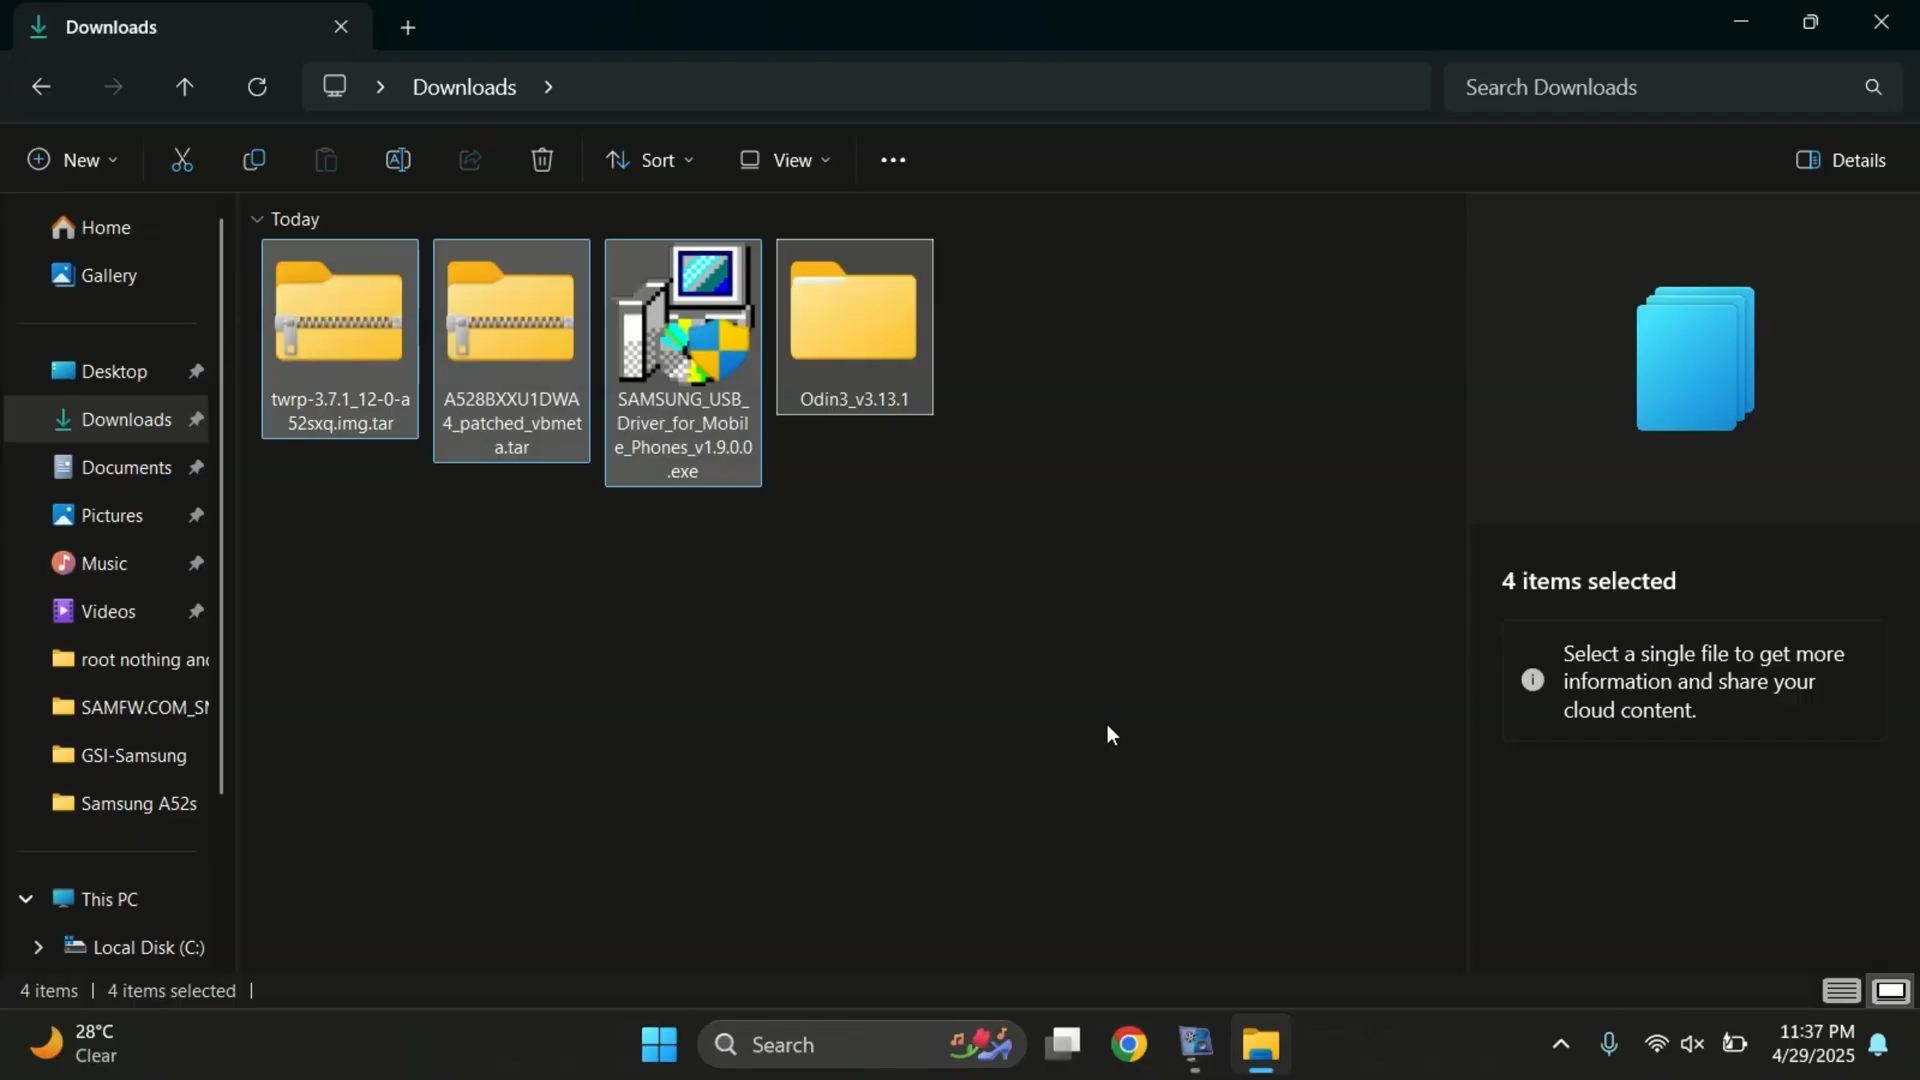 Downloads
Downloads
Search Downloads
New
Sort
View
Details
Home
Gallery
Desktop
Downloads
Documents
Pictures
Music
Videos
root nothing and
SAMFW.COM_SM
GSI-Samsung
Samsung A52s
This PC
Local Disk (C:)
Today
twrp-3.7.1_12-0-a
52sxq.img.tar
A528BXXU1DWA
4_patched_vbmet
a.tar
SAMSUNG_USB_
Driver_for_Mobil
e_Phones_v1.9.0.0
.exe
Odin3_v3.13.1
4 items selected
Select a single file to get more
information and share your
cloud content.
4 items
4 items selected
28°C
Clear
Search
11:37 PM
4/29/2025